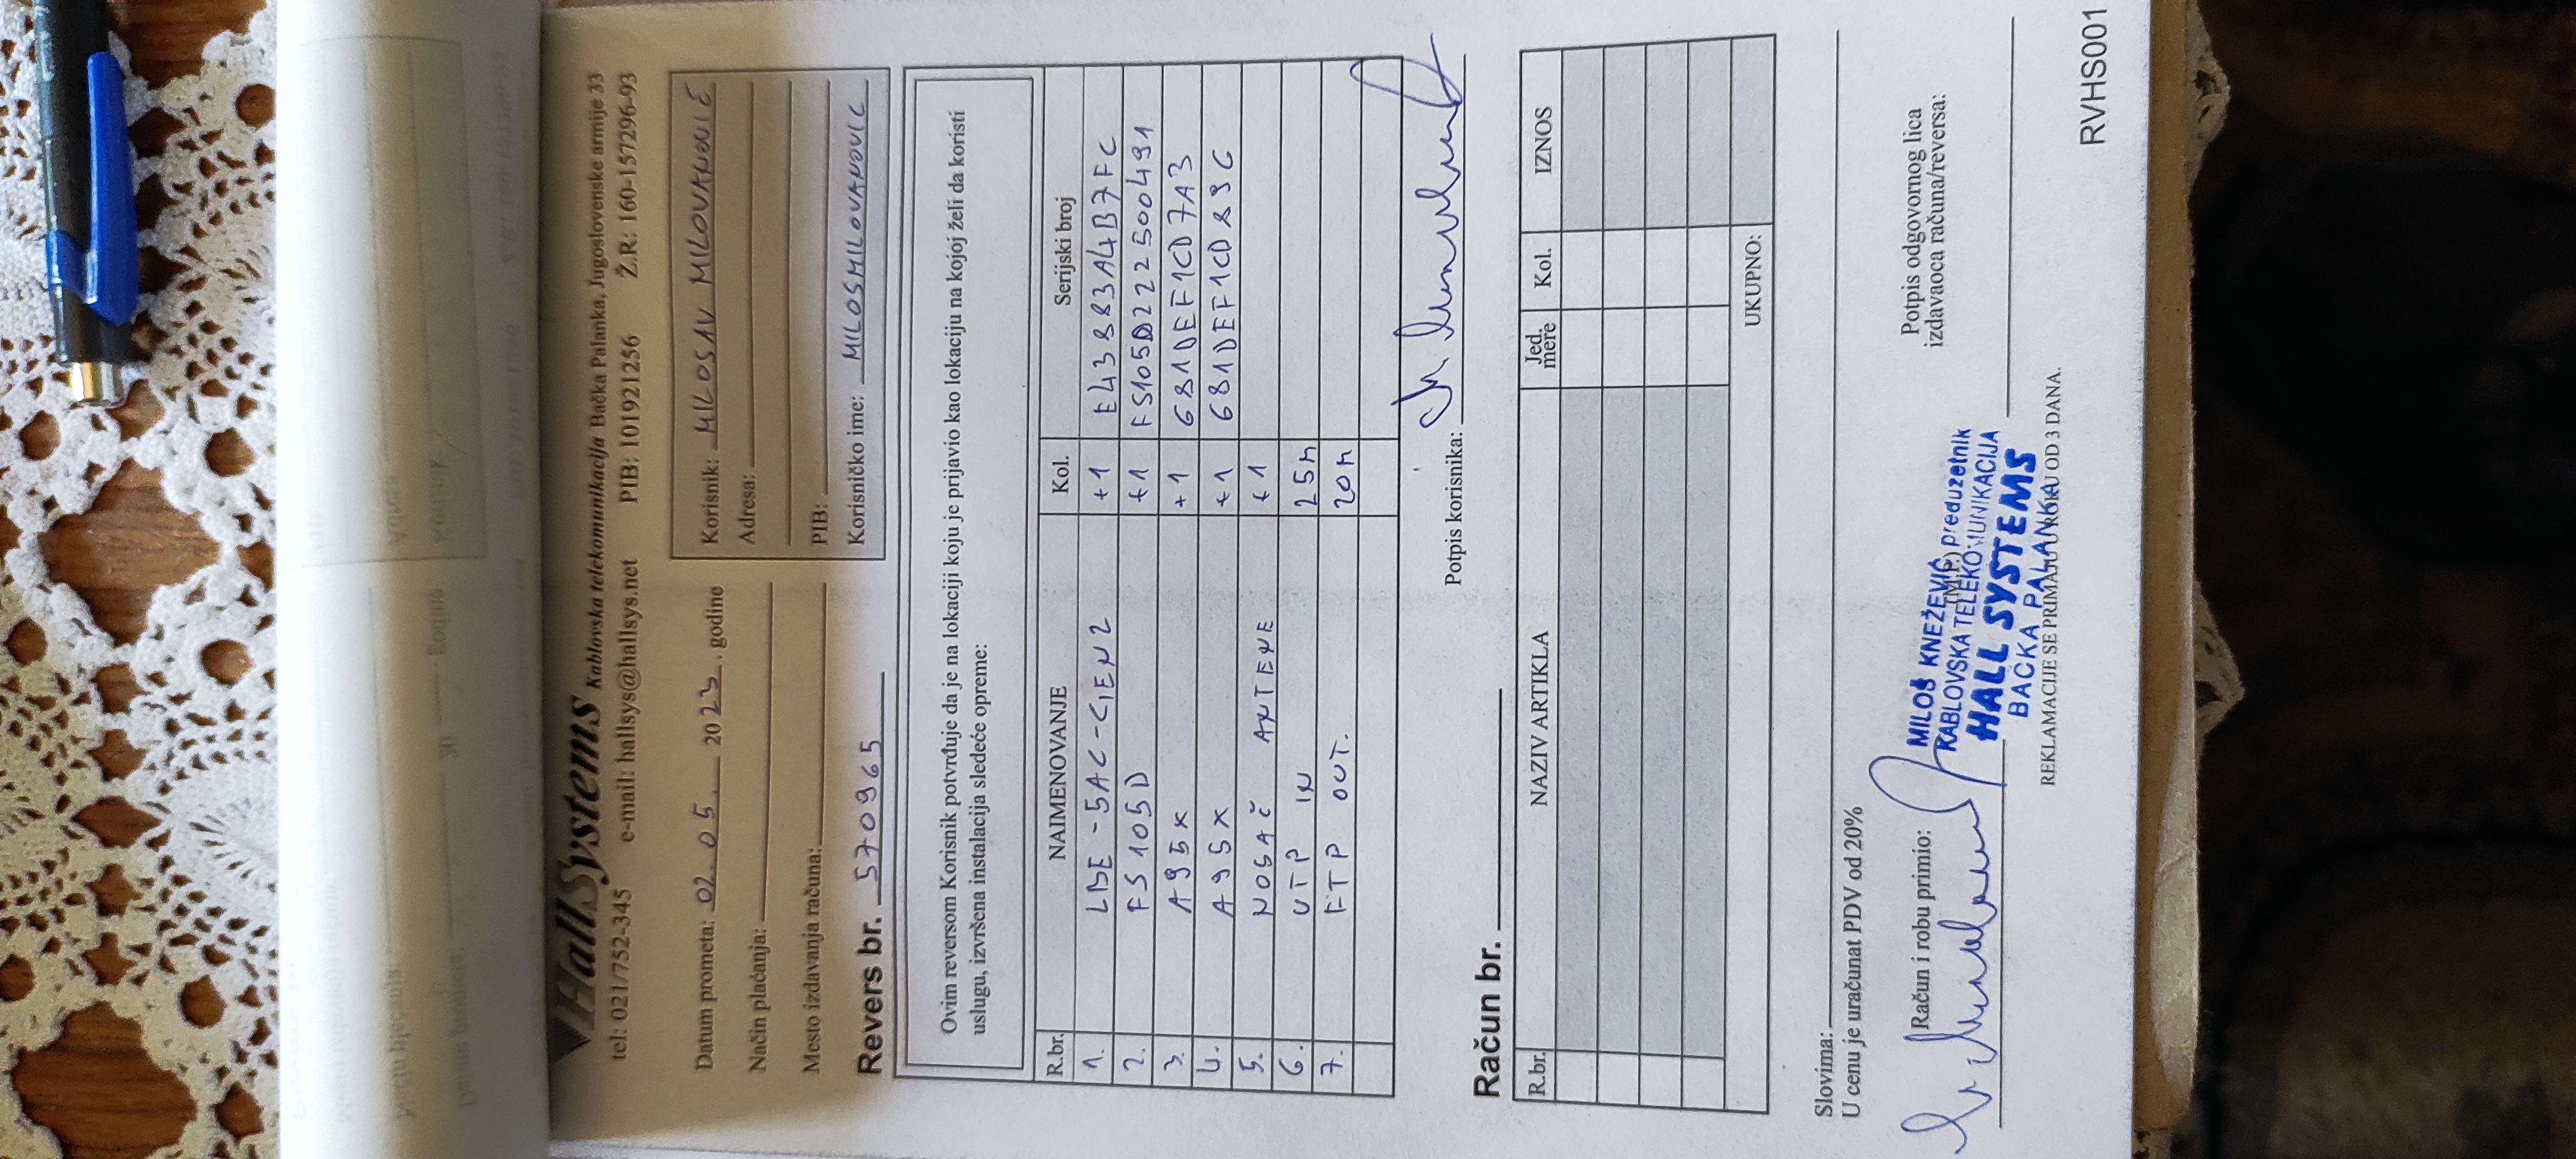 HallSystems Kablovska telekomunikacija Bačka Palanka, Jugoslovenske armije 33
tel: 021/752-345 e-mail: hallsys@hallsys.net PIB: 101921256 Ž.R: 160-157296-93
Datum prometa: 02.05. 2023. godine
Način plaćanja:
Mesto izdavanja računa:
Korisnik: MILOSAV MILOVANOVIĆ
Adresa:
PIB:
Korisničko ime: MILOSMILOVANOVIC
Revers br. 570965
Ovim reversom Korisnik potvrđuje da je na lokaciji koju je prijavio kao lokaciju na kojoj želi da koristi
uslugu, izvršena instalacija sledeće opreme:
R.br. NAIMENOVANJE Kol. Serijski broj
1. LBE-5AC-GEN2 +1 E43883A4B7FC
2. FS105D +1 FS105D222500491
3. A95X +1 681DEF1CD7A3
4. A95X +1 681DEF1CD89C
5. NOSAČ ANTENE +1
6. UTP IN 25m
7. FTP OUT. 20m
Potpis korisnika:
Račun br.
R.br. NAZIV ARTIKLA Jed. mere Kol. IZNOS
UKUPNO:
Slovima:
U cenu je uračunat PDV od 20%
Račun i robu primio:
(M.P.)
Potpis odgovornog lica
izdavaoca računa/reversa:
MILOŠ KNEŽEVIĆ preduzetnik
KABLOVSKA TELEKOMUNIKACIJA
HALL SYSTEMS
BAČKA PALANKA
REKLAMACIJE SE PRIMAJU U ROKU OD 3 DANA.
RVHS001